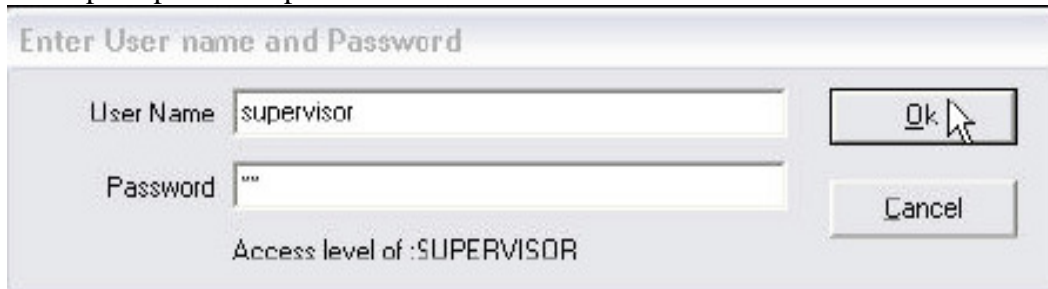 Enter User name and Password
User Name supervisor Ok
Password ""
Cancel
Access level of :SUPERVISOR